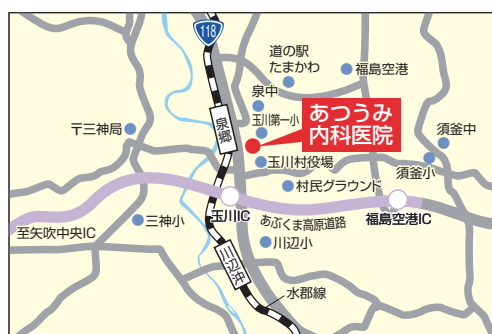 118
道の駅
たまかわ
福島空港
泉中
玉川第一小
あつうみ
内科医院
泉郷
〒三神局
須釜中
須釜小
玉川村役場
村民グラウンド
玉川IC
福島空港IC
あぶくま高原道路
三神小
至矢吹中央IC
川辺小
川辺沖
水郡線